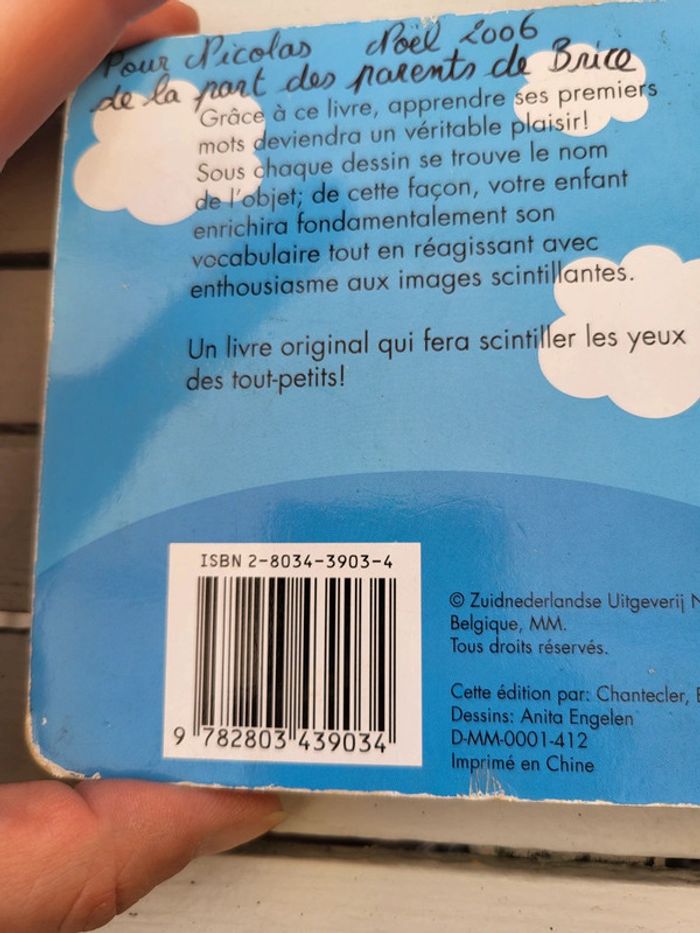 Pour Nicolas Noël 2006
de la part des parents de Brice
Grâce à ce livre, apprendre ses premiers
mots deviendra un véritable plaisir!
Sous chaque dessin se trouve le nom
de l'objet; de cette façon, votre enfant
enrichira fondamentalement son
vocabulaire tout en réagissant avec
enthousiasme aux images scintillantes.
Un livre original qui fera scintiller les yeux
des tout-petits!
ISBN 2-8034-3903-4
9 782803 439034
© Zuidnederlandse Uitgeverij
Belgique, MM.
Tous droits réservés.
Cette édition par: Chantecler,
Dessins: Anita Engelen
D-MM-0001-412
Imprimé en Chine